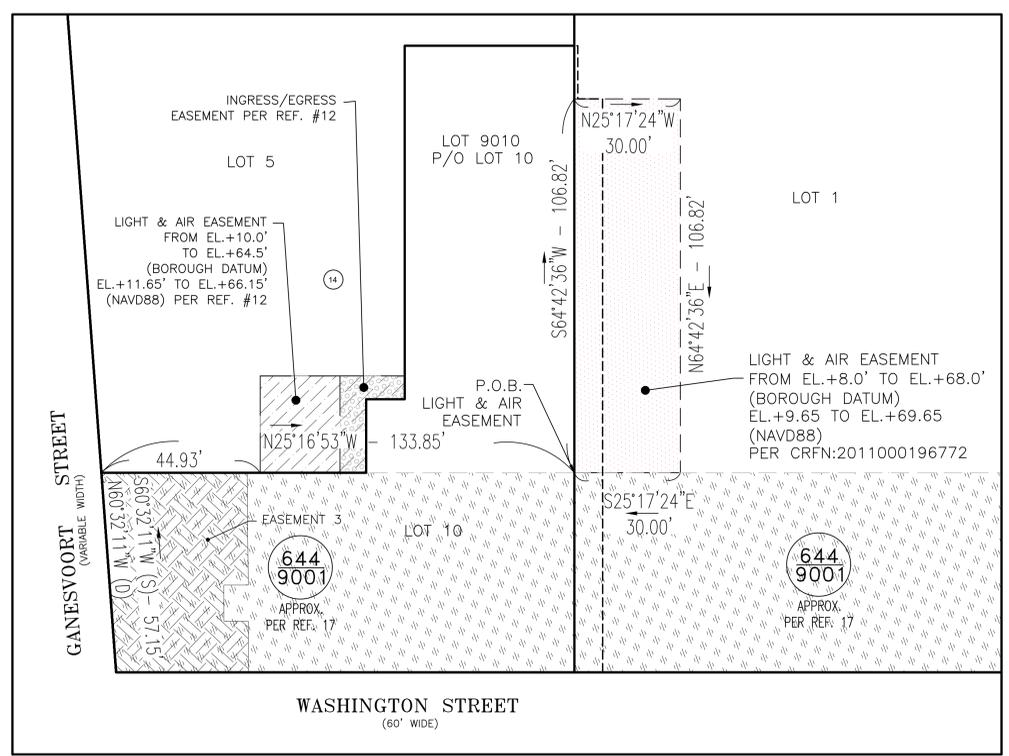 INGRESS/EGRESS
EASEMENT PER REF. #12
LOT 5
LOT 9010
P/O LOT 10
N25°17'24"W
30.00'
LOT 1
LIGHT & AIR EASEMENT
FROM EL.+10.0'
TO EL.+64.5'
(BOROUGH DATUM)
EL.+11.65' TO EL.+66.15'
(NAVD88) PER REF. #12
14
S64°42'36"W - 106.82'
N64°42'36"E - 106.82'
P.O.B.
LIGHT & AIR
EASEMENT
LIGHT & AIR EASEMENT
FROM EL.+8.0' TO EL.+68.0'
(BOROUGH DATUM)
EL.+9.65 TO EL.+69.65
(NAVD88)
PER CRFN:2011000196772
N25°16'53"W - 133.85'
44.93'
S25°17'24"E
30.00'
GANESVOORT STREET
(VARIABLE WIDTH)
N60°32'11"W (D)
S60°32'11"W (S)- 57.15'
EASEMENT 3
LOT 10
644
9001
APPROX.
PER REF. 17
644
9001
APPROX.
PER REF. 17
WASHINGTON STREET
(60' WIDE)